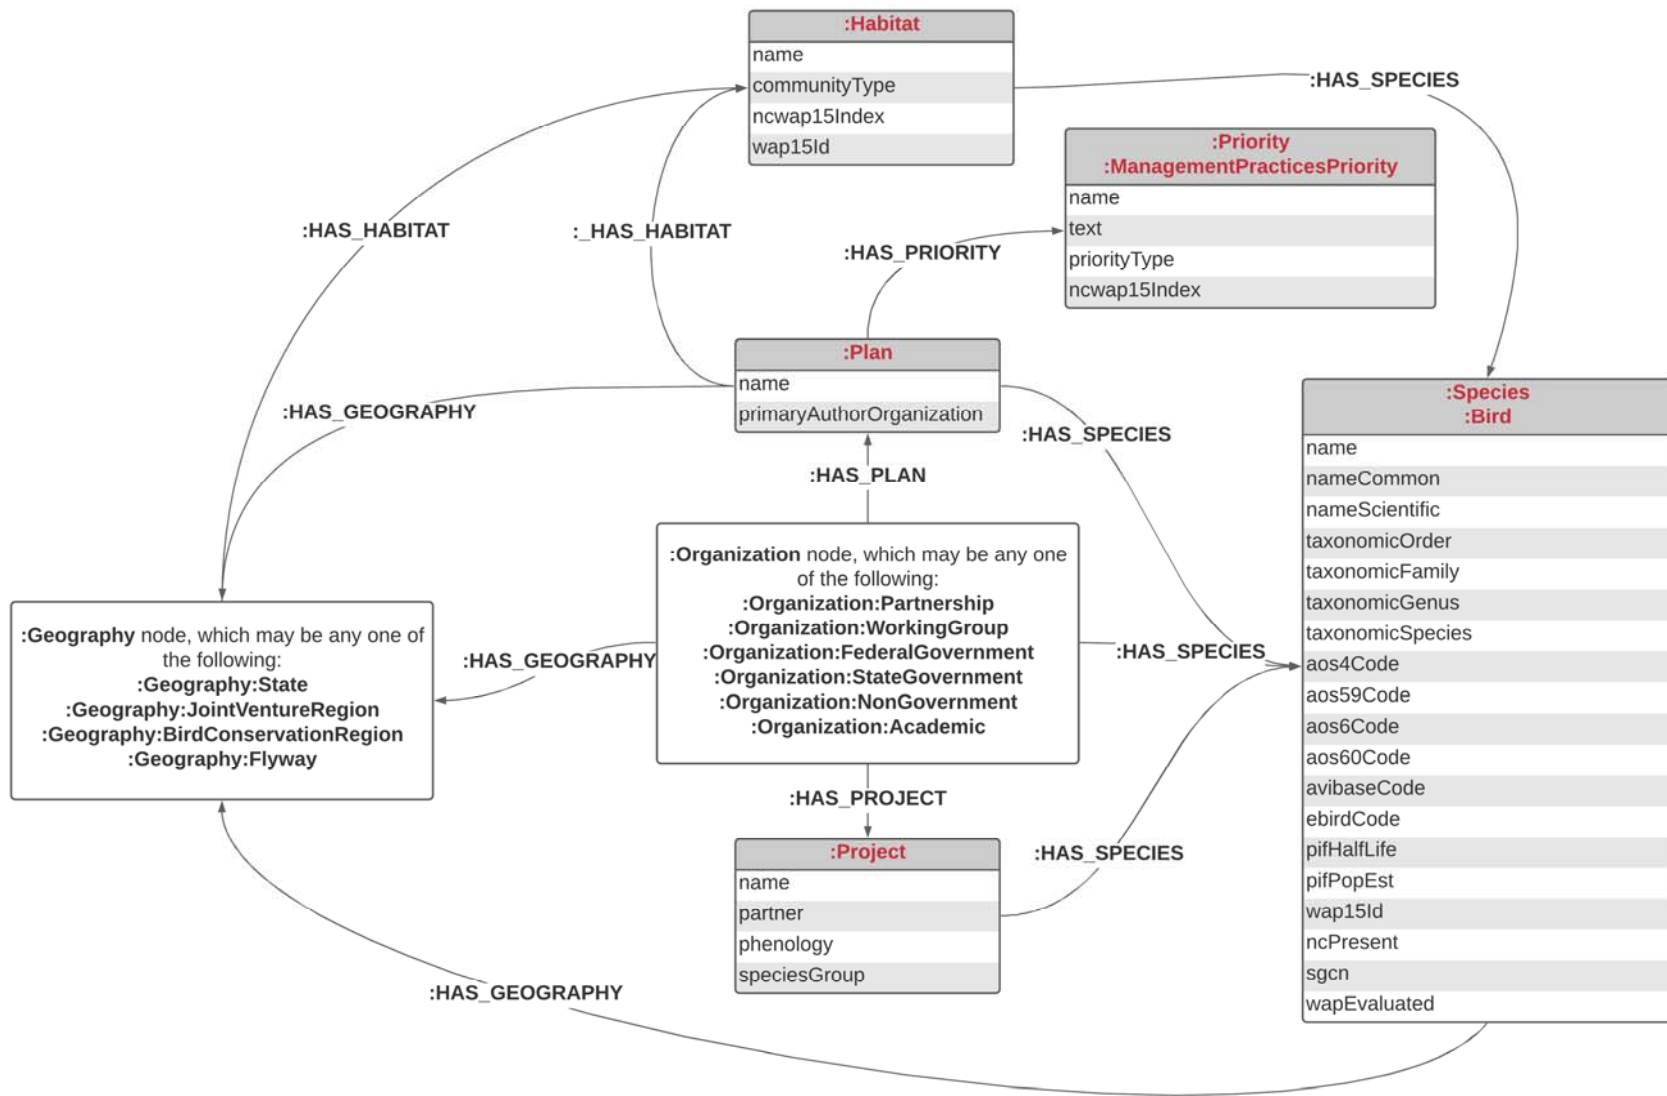 :Habitat
name
communityType
ncwap15Index
wap15Id
:HAS_SPECIES
:Priority
:ManagementPracticesPriority
name
text
priorityType
ncwap15Index
:HAS_HABITAT
:_HAS_HABITAT
:HAS_PRIORITY
:Plan
name
primaryAuthorOrganization
:HAS_GEOGRAPHY
:HAS_SPECIES
:HAS_PLAN
:Species
:Bird
name
nameCommon
nameScientific
taxonomicOrder
taxonomicFamily
taxonomicGenus
taxonomicSpecies
aos4Code
aos59Code
aos6Code
aos60Code
avibaseCode
ebirdCode
pifHalfLife
pifPopEst
wap15Id
ncPresent
sgcn
wapEvaluated
:Organization node, which may be any one
of the following:
:Organization:Partnership
:Organization:WorkingGroup
:Organization:FederalGovernment
:Organization:StateGovernment
:Organization:NonGovernment
:Organization:Academic
:Geography node, which may be any one of
the following:
:Geography:State
:Geography:JointVentureRegion
:Geography:BirdConservationRegion
:Geography:Flyway
:HAS_GEOGRAPHY
:HAS_SPECIES
:HAS_PROJECT
:Project
name
partner
phenology
speciesGroup
:HAS_SPECIES
:HAS_GEOGRAPHY